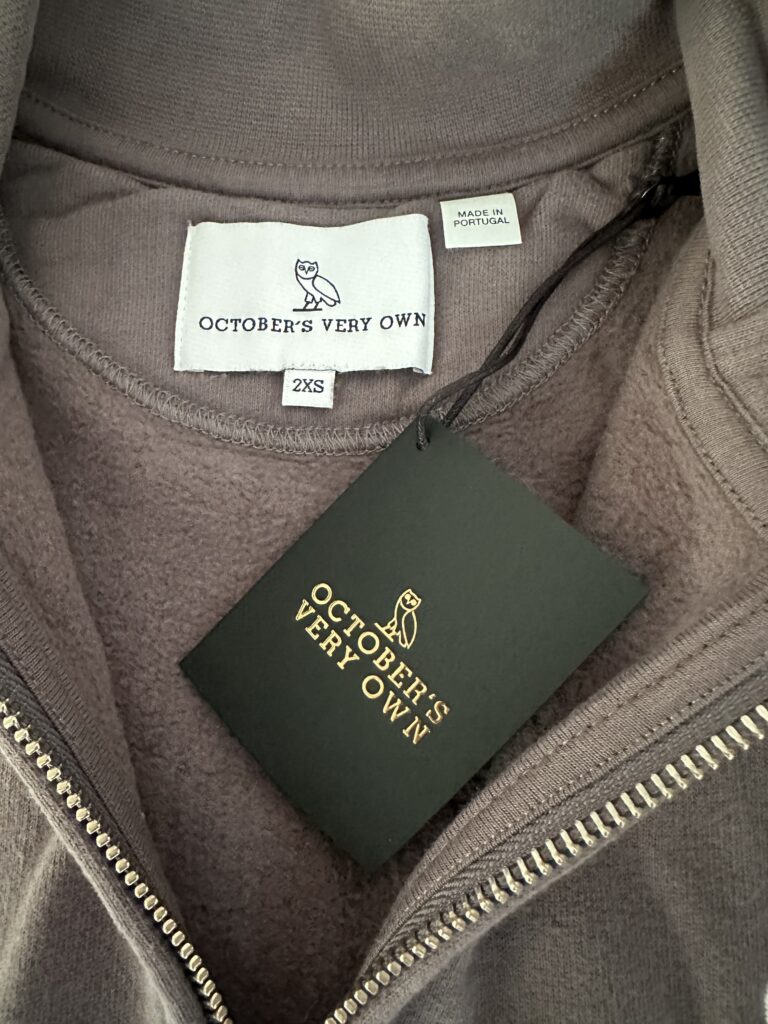 MADE IN
PORTUGAL
OCTOBER'S VERY OWN
2XS
OCTOBER'S
VERY OWN